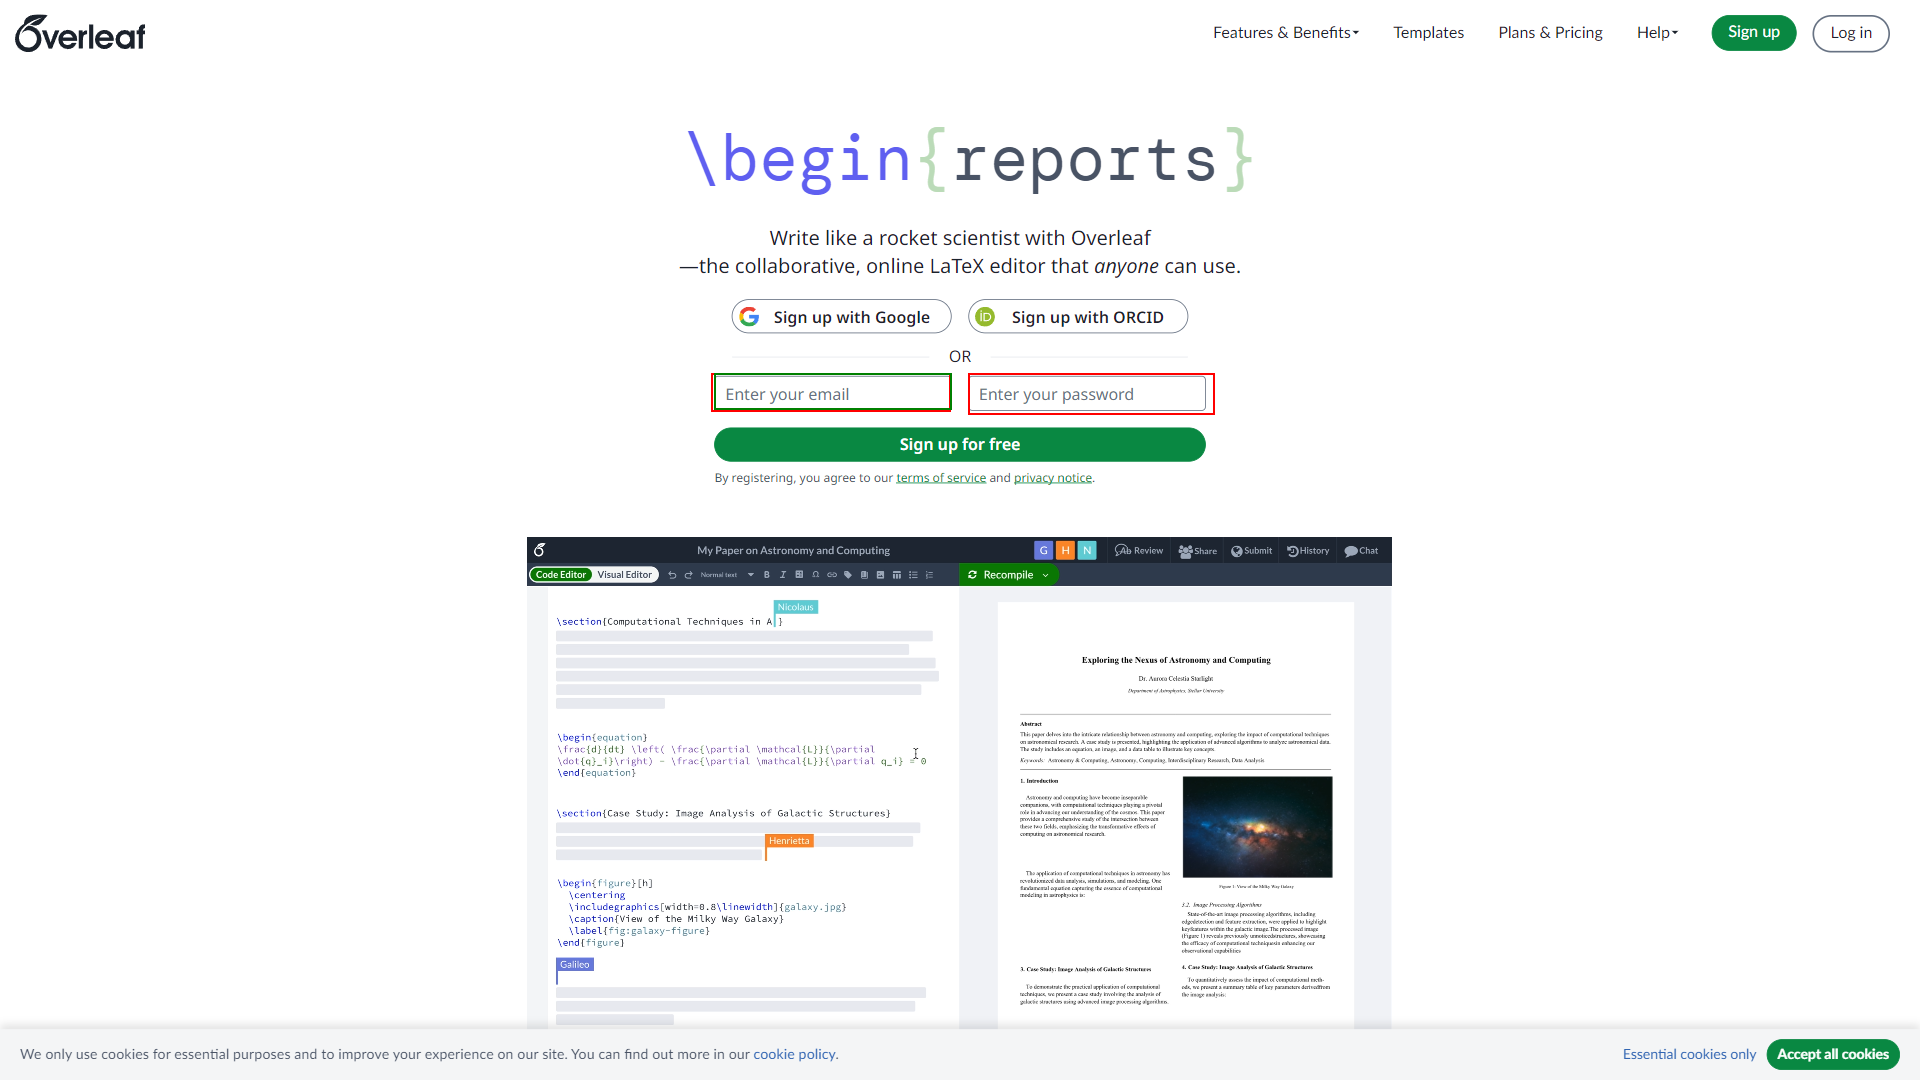 Overleaf
Features & Benefits
Templates
Plans & Pricing
Help
Sign up
Log in
\begin{reports}
Write like a rocket scientist with Overleaf
—the collaborative, online LaTeX editor that anyone can use.
Sign up with Google
Sign up with ORCID
OR
Enter your email
Enter your password
Sign up for free
By registering, you agree to our terms of service and privacy notice.
My Paper on Astronomy and Computing
G H N
Review
Share
Submit
History
Chat
Code Editor
Visual Editor
Normal text
Recompile
Nicolaus
\section{Computational Techniques in A }
\begin{equation}
\frac{d}{dt} \left( \frac{\partial \mathcal{L}}{\partial
\dot{q}_i}\right) - \frac{\partial \mathcal{L}}{\partial q_i} = 0
\end{equation}
\section{Case Study: Image Analysis of Galactic Structures}
Henrietta
\begin{figure}[h]
\centering
\includegraphics[width=0.8\linewidth]{galaxy.jpg}
\caption{View of the Milky Way Galaxy}
\label{fig:galaxy-figure}
\end{figure}
Galileo
Exploring the Nexus of Astronomy and Computing
Dr. Aurora Celestia Starlight
Department of Astrophysics, Stellar University
Abstract
This paper delves into the intricate relationship between astronomy and computing, exploring the impact of computational techniques
on astronomical research. A case study is presented, highlighting the application of advanced algorithms to analyze astronomical data.
The study includes an equation, an image, and a data table to illustrate key concepts.
Keywords: Astronomy & Computing, Astronomy, Computing, Interdisciplinary Research, Data Analysis
1. Introduction
Astronomy and computing have become inseparable
companions, with computational techniques playing a pivotal
role in advancing our understanding of the cosmos. This paper
provides a comprehensive study of the intersection between
these two fields, emphasizing the transformative effects of
computing on astronomical research.
The application of computational techniques in astronomy has
revolutionized data analysis, simulations, and modeling. One
fundamental equation capturing the essence of computational
modeling in astrophysics is:
3. Case Study: Image Analysis of Galactic Structures
To demonstrate the practical application of computational
techniques, we present a case study involving the analysis of
galactic structures using advanced image processing algorithms.
Figure 1. View of the Milky Way Galaxy
3.2. Image Processing Algorithms
State-of-the-art image processing algorithms, including
edgedetection and feature extraction, were applied to highlight
keyfeatures within the galactic image.The processed image
(Figure 1) reveals previously unnoticedstructures, showcasing
the efficacy of computational techniquesin enhancing our
observational capabilities
4. Case Study: Image Analysis of Galactic Structures
To quantitatively assess the impact of computational meth-
ods, we present a summary table of key parameters derivedfrom
the image analysis:
We only use cookies for essential purposes and to improve your experience on our site. You can find out more in our cookie policy.
Essential cookies only
Accept all cookies